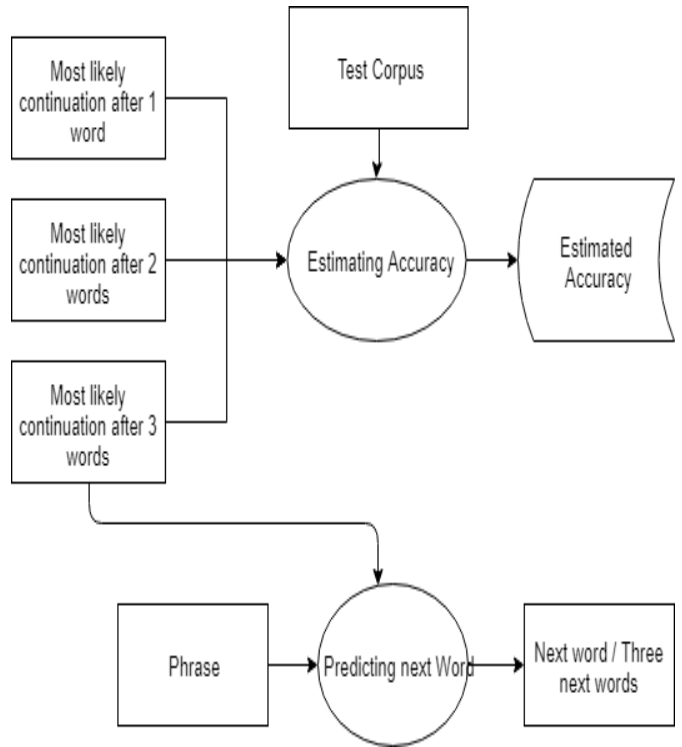 Most likely
continuation after 1
word
Test Corpus
Most likely
continuation after 2
words
Estimating Accuracy
Estimated
Accuracy
Most likely
continuation after 3
words
Phrase
Predicting next Word
Next word / Three
next words